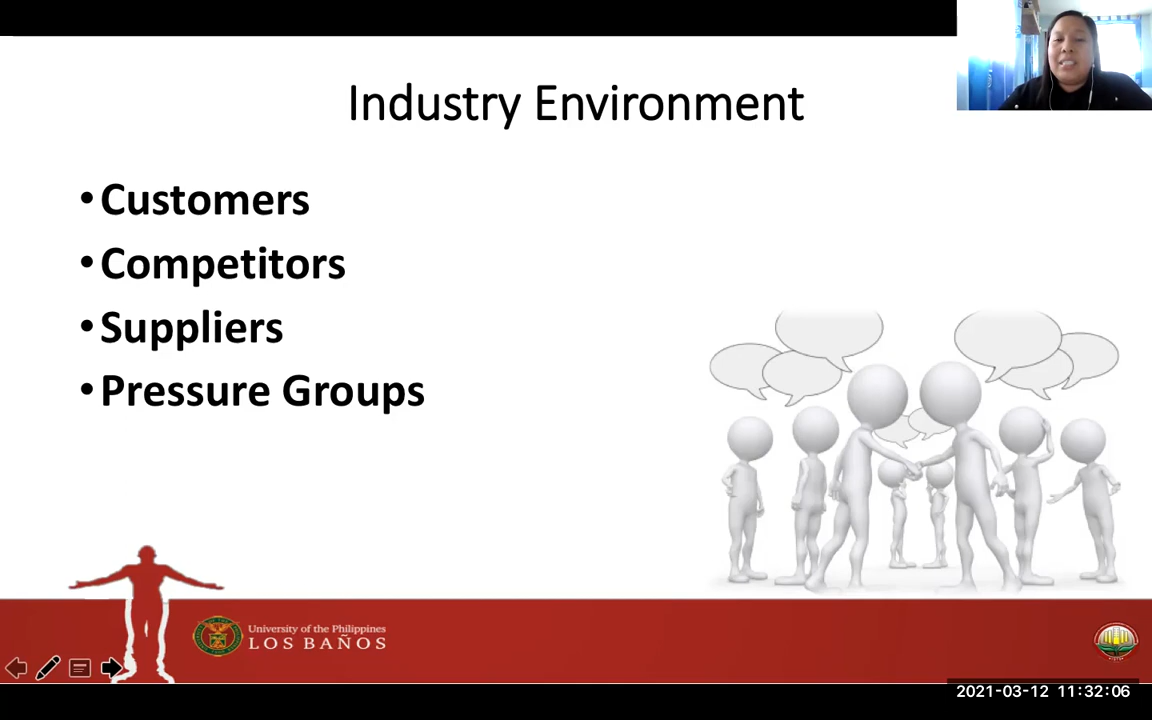 Industry Environment
•Customers
•Competitors
•Suppliers
•Pressure Groups
University of the Philippines
LOS BAÑOS
2021-03-12 11:32:06